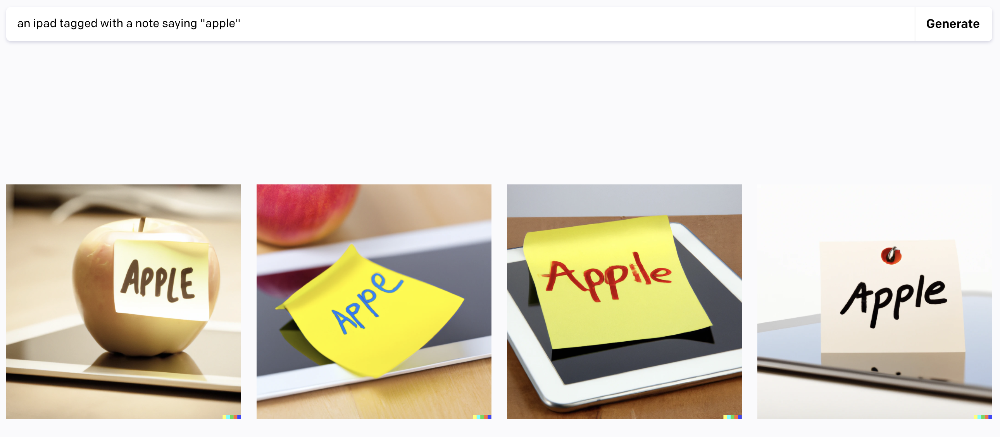 an ipad tagged with a note saying "apple"
Generate
APPLE
APPe
Appile
Apple